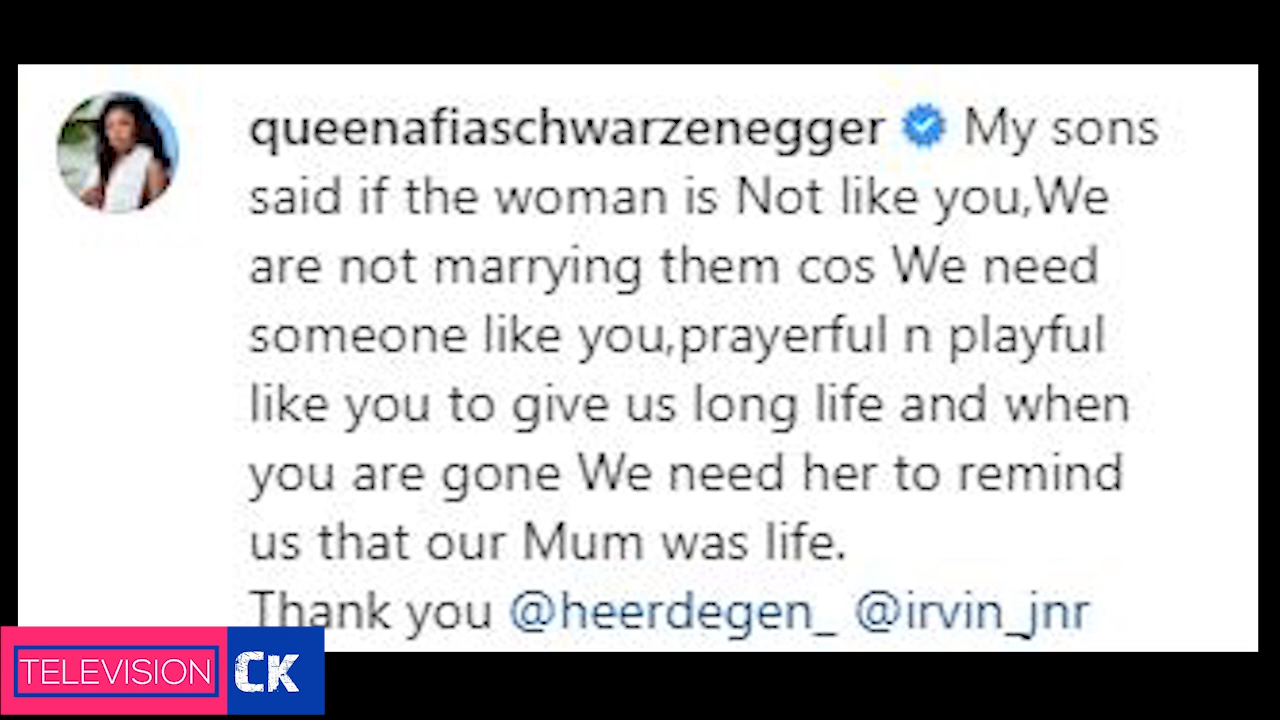 queenafiaschwarzenegger My sons
said if the woman is Not like you,We
are not marrying them cos We need
someone like you,prayerful n playful
like you to give us long life and when
you are gone We need her to remind
us that our Mum was life.
Thank you @heerdegen_ @irvin_jnr
TELEVISION CK